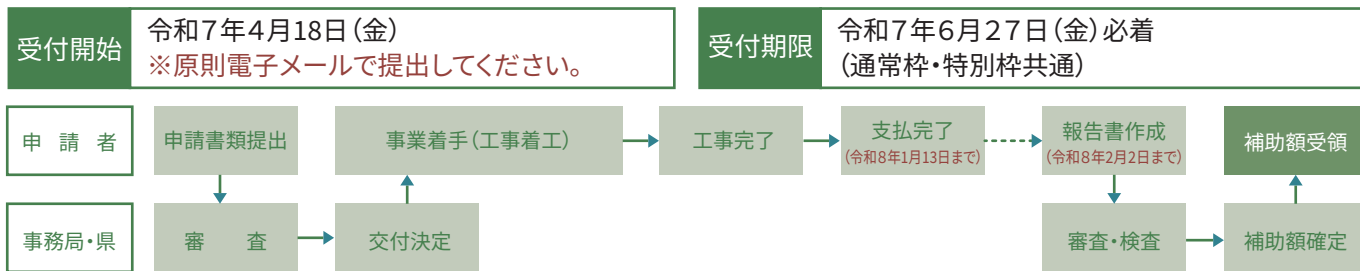 受付開始
令和7年4月18日（金）
※原則電子メールで提出してください。
受付期限
令和7年6月27日（金）必着
（通常枠・特別枠共通）
申　請　者
申請書類提出
事業着手（工事着工）
工事完了
支払完了
（令和8年1月13日まで）
報告書作成
（令和8年2月2日まで）
補助額受領
事務局・県
審　　査
交付決定
審査・検査
補助額確定